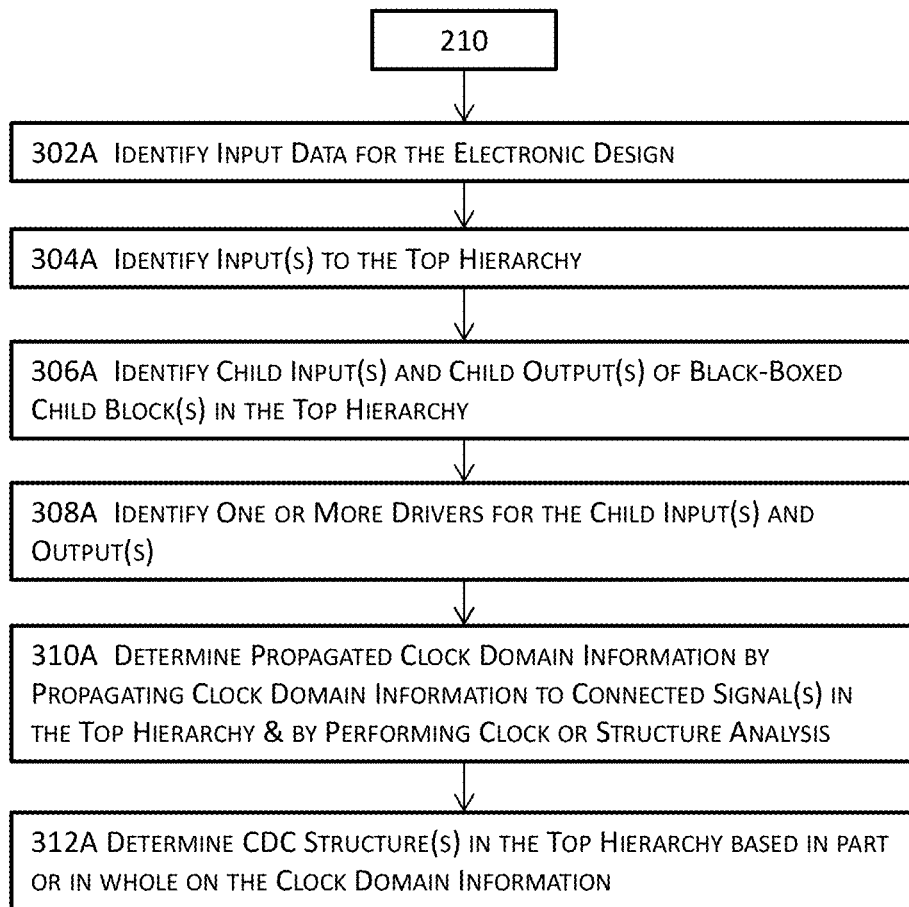 210
302A Identify Input Data for the Electronic Design
304A Identify Input(s) to the Top Hierarchy
306A Identify Child Input(s) and Child Output(s) of Black-Boxed
Child Block(s) in the Top Hierarchy
308A Identify One or More Drivers for the Child Input(s) and
Output(s)
310A Determine Propagated Clock Domain Information by
Propagating Clock Domain Information to Connected Signal(s) in
the Top Hierarchy & by Performing Clock or Structure Analysis
312A Determine CDC Structure(s) in the Top Hierarchy based in part
or in whole on the Clock Domain Information